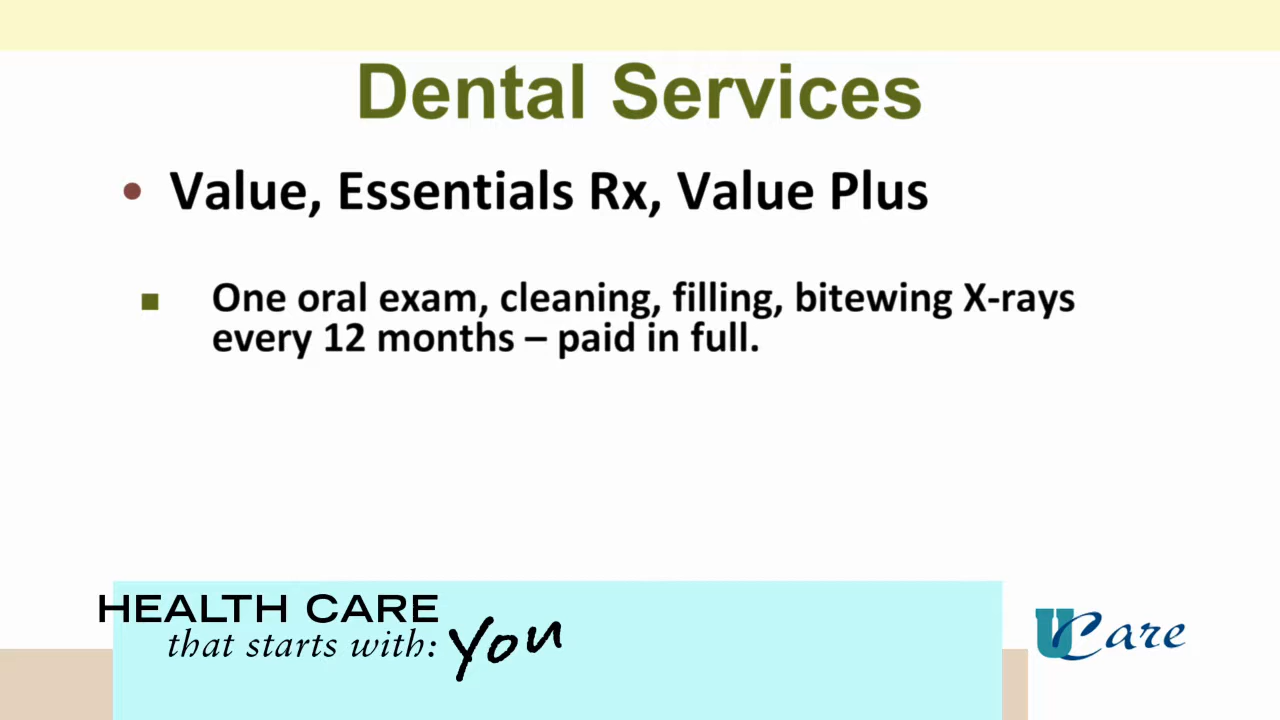 Dental Services
• Value, Essentials Rx, Value Plus
▪ One oral exam, cleaning, filling, bitewing X-rays
every 12 months – paid in full.
HEALTH CARE
that starts with: You
UCare